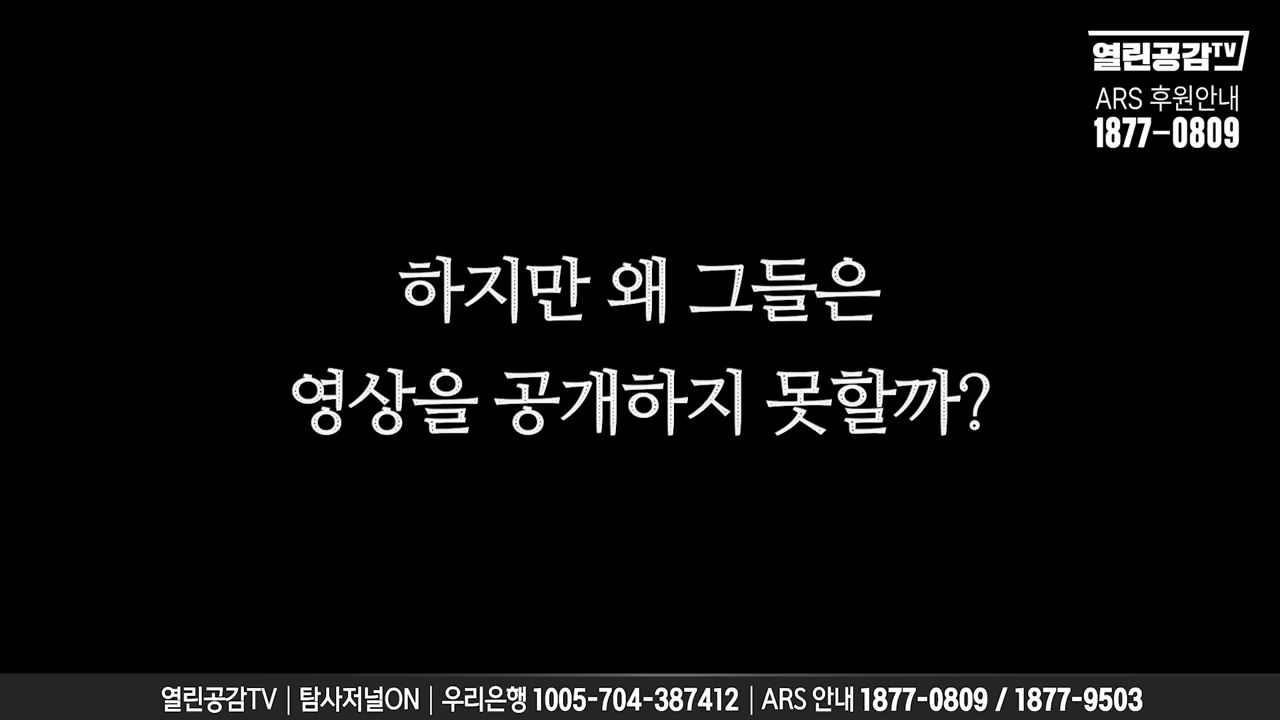 열린공감TV
ARS 후원안내
1877-0809
하지만 왜 그들은
영상을 공개하지 못할까?
열린공감TV | 탐사저널ON | 우리은행 1005-704-387412 | ARS 안내 1877-0809 / 1877-9503